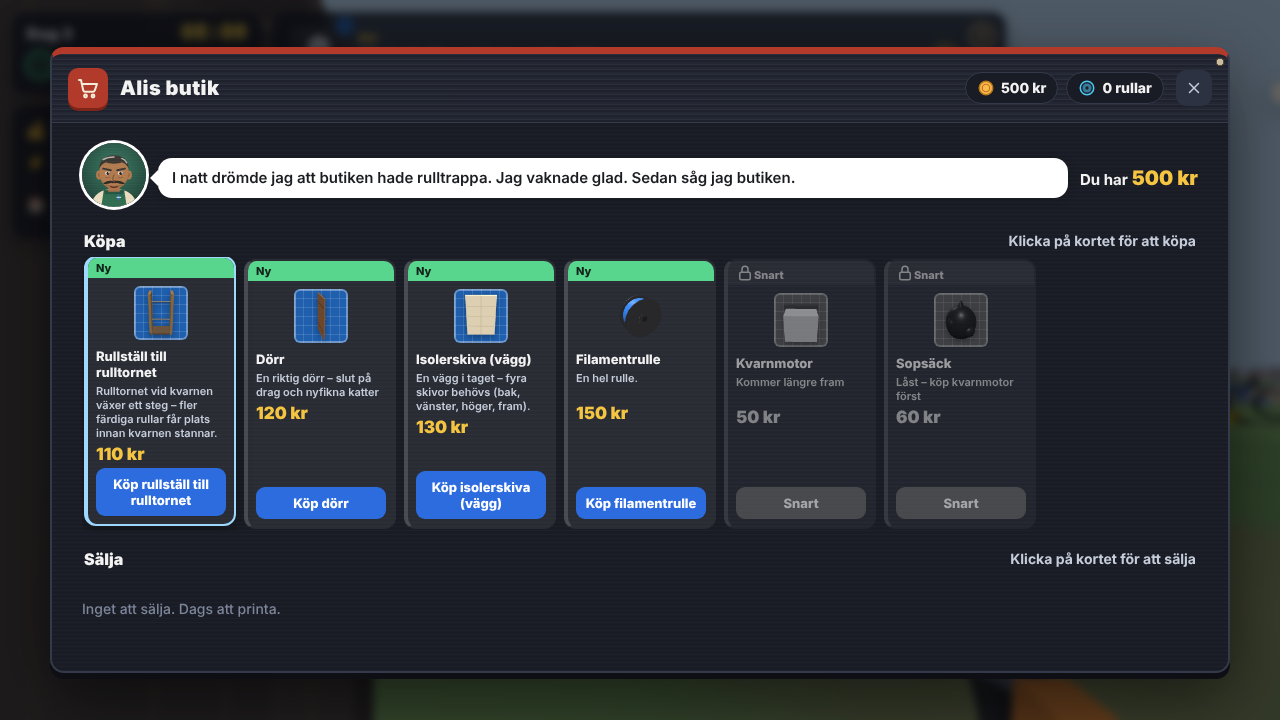 Alis butik
500 kr
0 rullar
I natt drömde jag att butiken hade rulltrappa. Jag vaknade glad. Sedan såg jag butiken.
Du har 500 kr
Köpa
Klicka på kortet för att köpa
Ny
Rullställ till
rulltornet
Rulltornet vid kvarnen
växer ett steg – fler
färdiga rullar får plats
innan kvarnen stannar.
110 kr
Köp rullställ till
rulltornet
Ny
Dörr
En riktig dörr – slut på
drag och nyfikna katter
120 kr
Köp dörr
Ny
Isolerskiva (vägg)
En vägg i taget – fyra
skivor behövs (bak,
vänster, höger, fram).
130 kr
Köp isolerskiva
(vägg)
Ny
Filamentrulle
En hel rulle.
150 kr
Köp filamentrulle
Snart
Kvarnmotor
Kommer längre fram
50 kr
Snart
Snart
Sopsäck
Låst – köp kvarnmotor
först
60 kr
Snart
Sälja
Klicka på kortet för att sälja
Inget att sälja. Dags att printa.